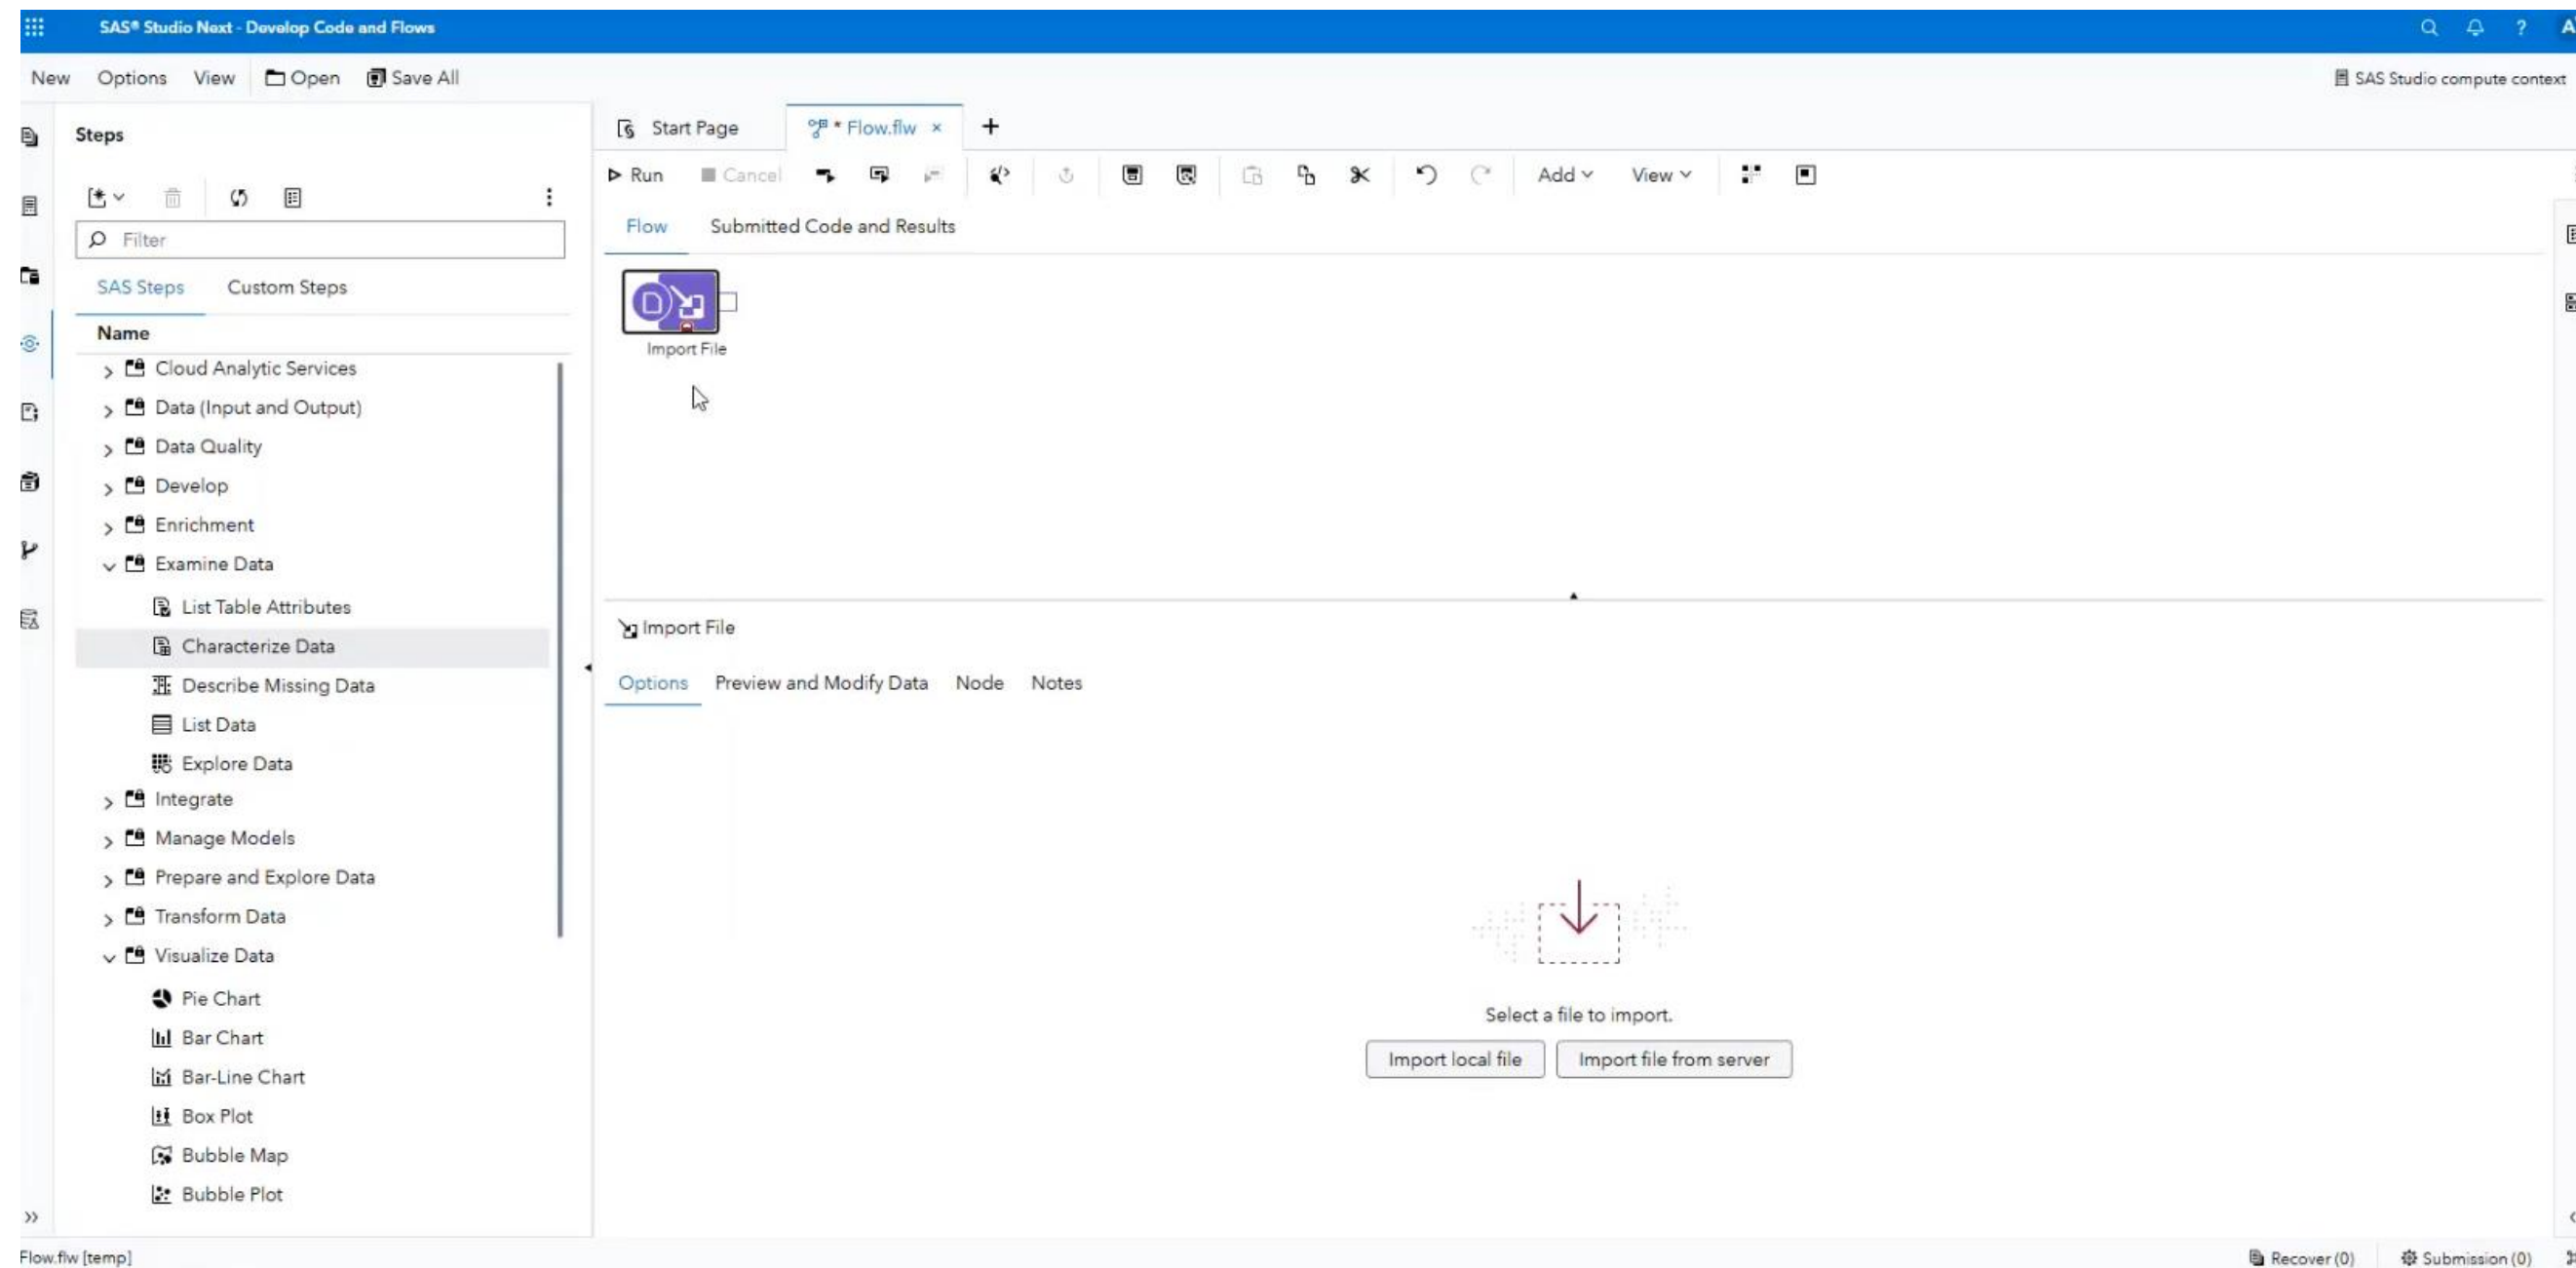 SAS® Studio Next - Develop Code and Flows
New Options View Open Save All
SAS Studio compute context
Steps
Filter
SAS Steps Custom Steps
Name
Cloud Analytic Services
Data (Input and Output)
Data Quality
Develop
Enrichment
Examine Data
List Table Attributes
Characterize Data
Describe Missing Data
List Data
Explore Data
Integrate
Manage Models
Prepare and Explore Data
Transform Data
Visualize Data
Pie Chart
Bar Chart
Bar-Line Chart
Box Plot
Bubble Map
Bubble Plot
Start Page * Flow.flw
Run Cancel Add View
Flow Submitted Code and Results
Import File
Import File
Options Preview and Modify Data Node Notes
Select a file to import.
Import local file Import file from server
Flow.flw [temp]
Recover (0) Submission (0)